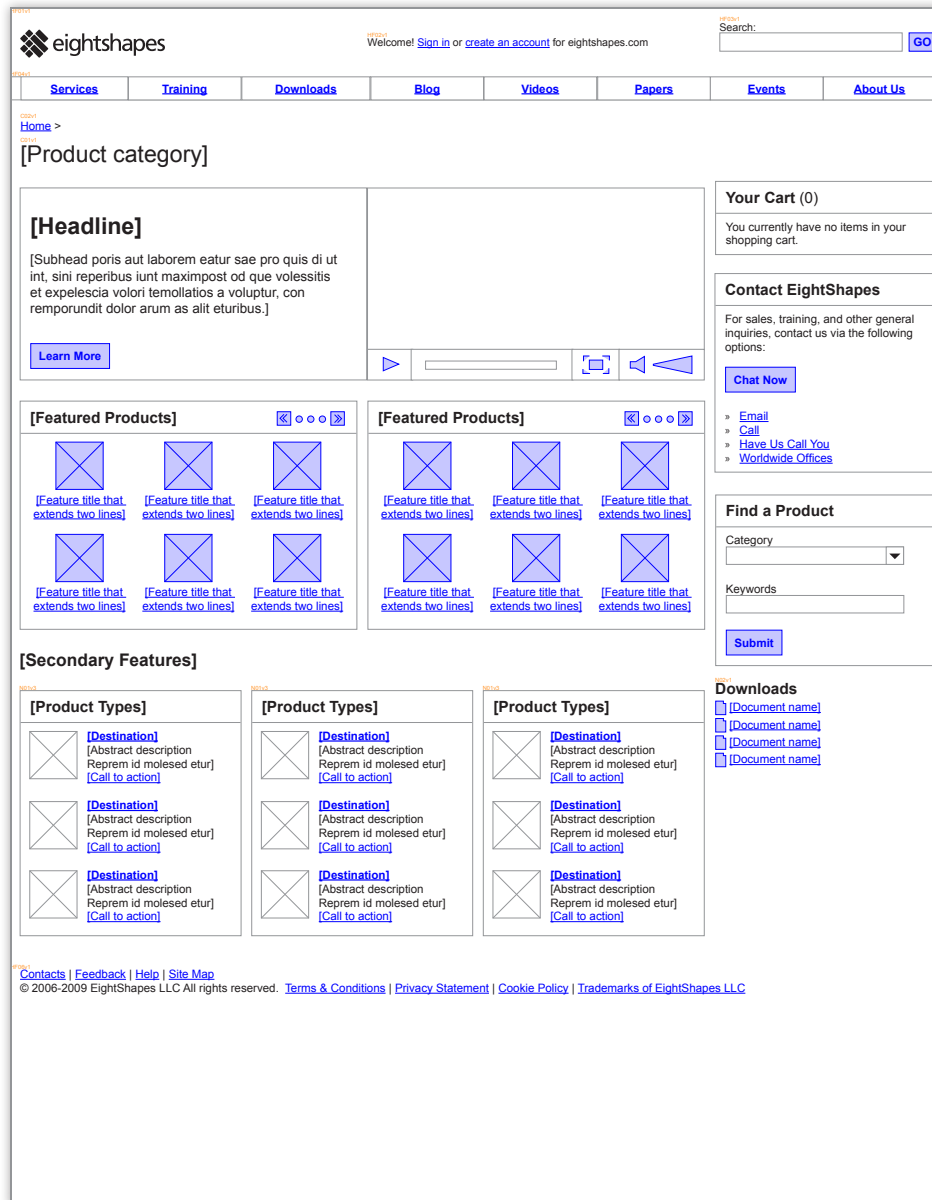 HF01v1
eightshapes
HF02v1
Welcome! Sign in or create an account for eightshapes.com
HF03v1
Search:
GO
HF04v1
Services
Training
Downloads
Blog
Videos
Papers
Events
About Us
C02v1
Home >
C01v1
[Product category]
[Headline]
[Subhead poris aut laborem eatur sae pro quis di ut
int, sini reperibus iunt maximpost od que volessitis
et expelescia volori temollatios a voluptur, con
remporundit dolor arum as alit eturibus.]
Learn More
[Featured Products]
[Feature title that
extends two lines]
[Feature title that
extends two lines]
[Feature title that
extends two lines]
[Feature title that
extends two lines]
[Feature title that
extends two lines]
[Feature title that
extends two lines]
[Featured Products]
[Feature title that
extends two lines]
[Feature title that
extends two lines]
[Feature title that
extends two lines]
[Feature title that
extends two lines]
[Feature title that
extends two lines]
[Feature title that
extends two lines]
[Secondary Features]
N01v3
[Product Types]
[Destination]
[Abstract description
Reprem id molesed etur]
[Call to action]
[Destination]
[Abstract description
Reprem id molesed etur]
[Call to action]
[Destination]
[Abstract description
Reprem id molesed etur]
[Call to action]
N01v3
[Product Types]
[Destination]
[Abstract description
Reprem id molesed etur]
[Call to action]
[Destination]
[Abstract description
Reprem id molesed etur]
[Call to action]
[Destination]
[Abstract description
Reprem id molesed etur]
[Call to action]
N01v3
[Product Types]
[Destination]
[Abstract description
Reprem id molesed etur]
[Call to action]
[Destination]
[Abstract description
Reprem id molesed etur]
[Call to action]
[Destination]
[Abstract description
Reprem id molesed etur]
[Call to action]
Your Cart (0)
You currently have no items in your
shopping cart.
Contact EightShapes
For sales, training, and other general
inquiries, contact us via the following
options:
Chat Now
» Email
» Call
» Have Us Call You
» Worldwide Offices
Find a Product
Category
Keywords
Submit
N02v1
Downloads
[Document name]
[Document name]
[Document name]
[Document name]
Contacts | Feedback | Help | Site Map
© 2006-2009 EightShapes LLC All rights reserved. Terms & Conditions | Privacy Statement | Cookie Policy | Trademarks of EightShapes LLC